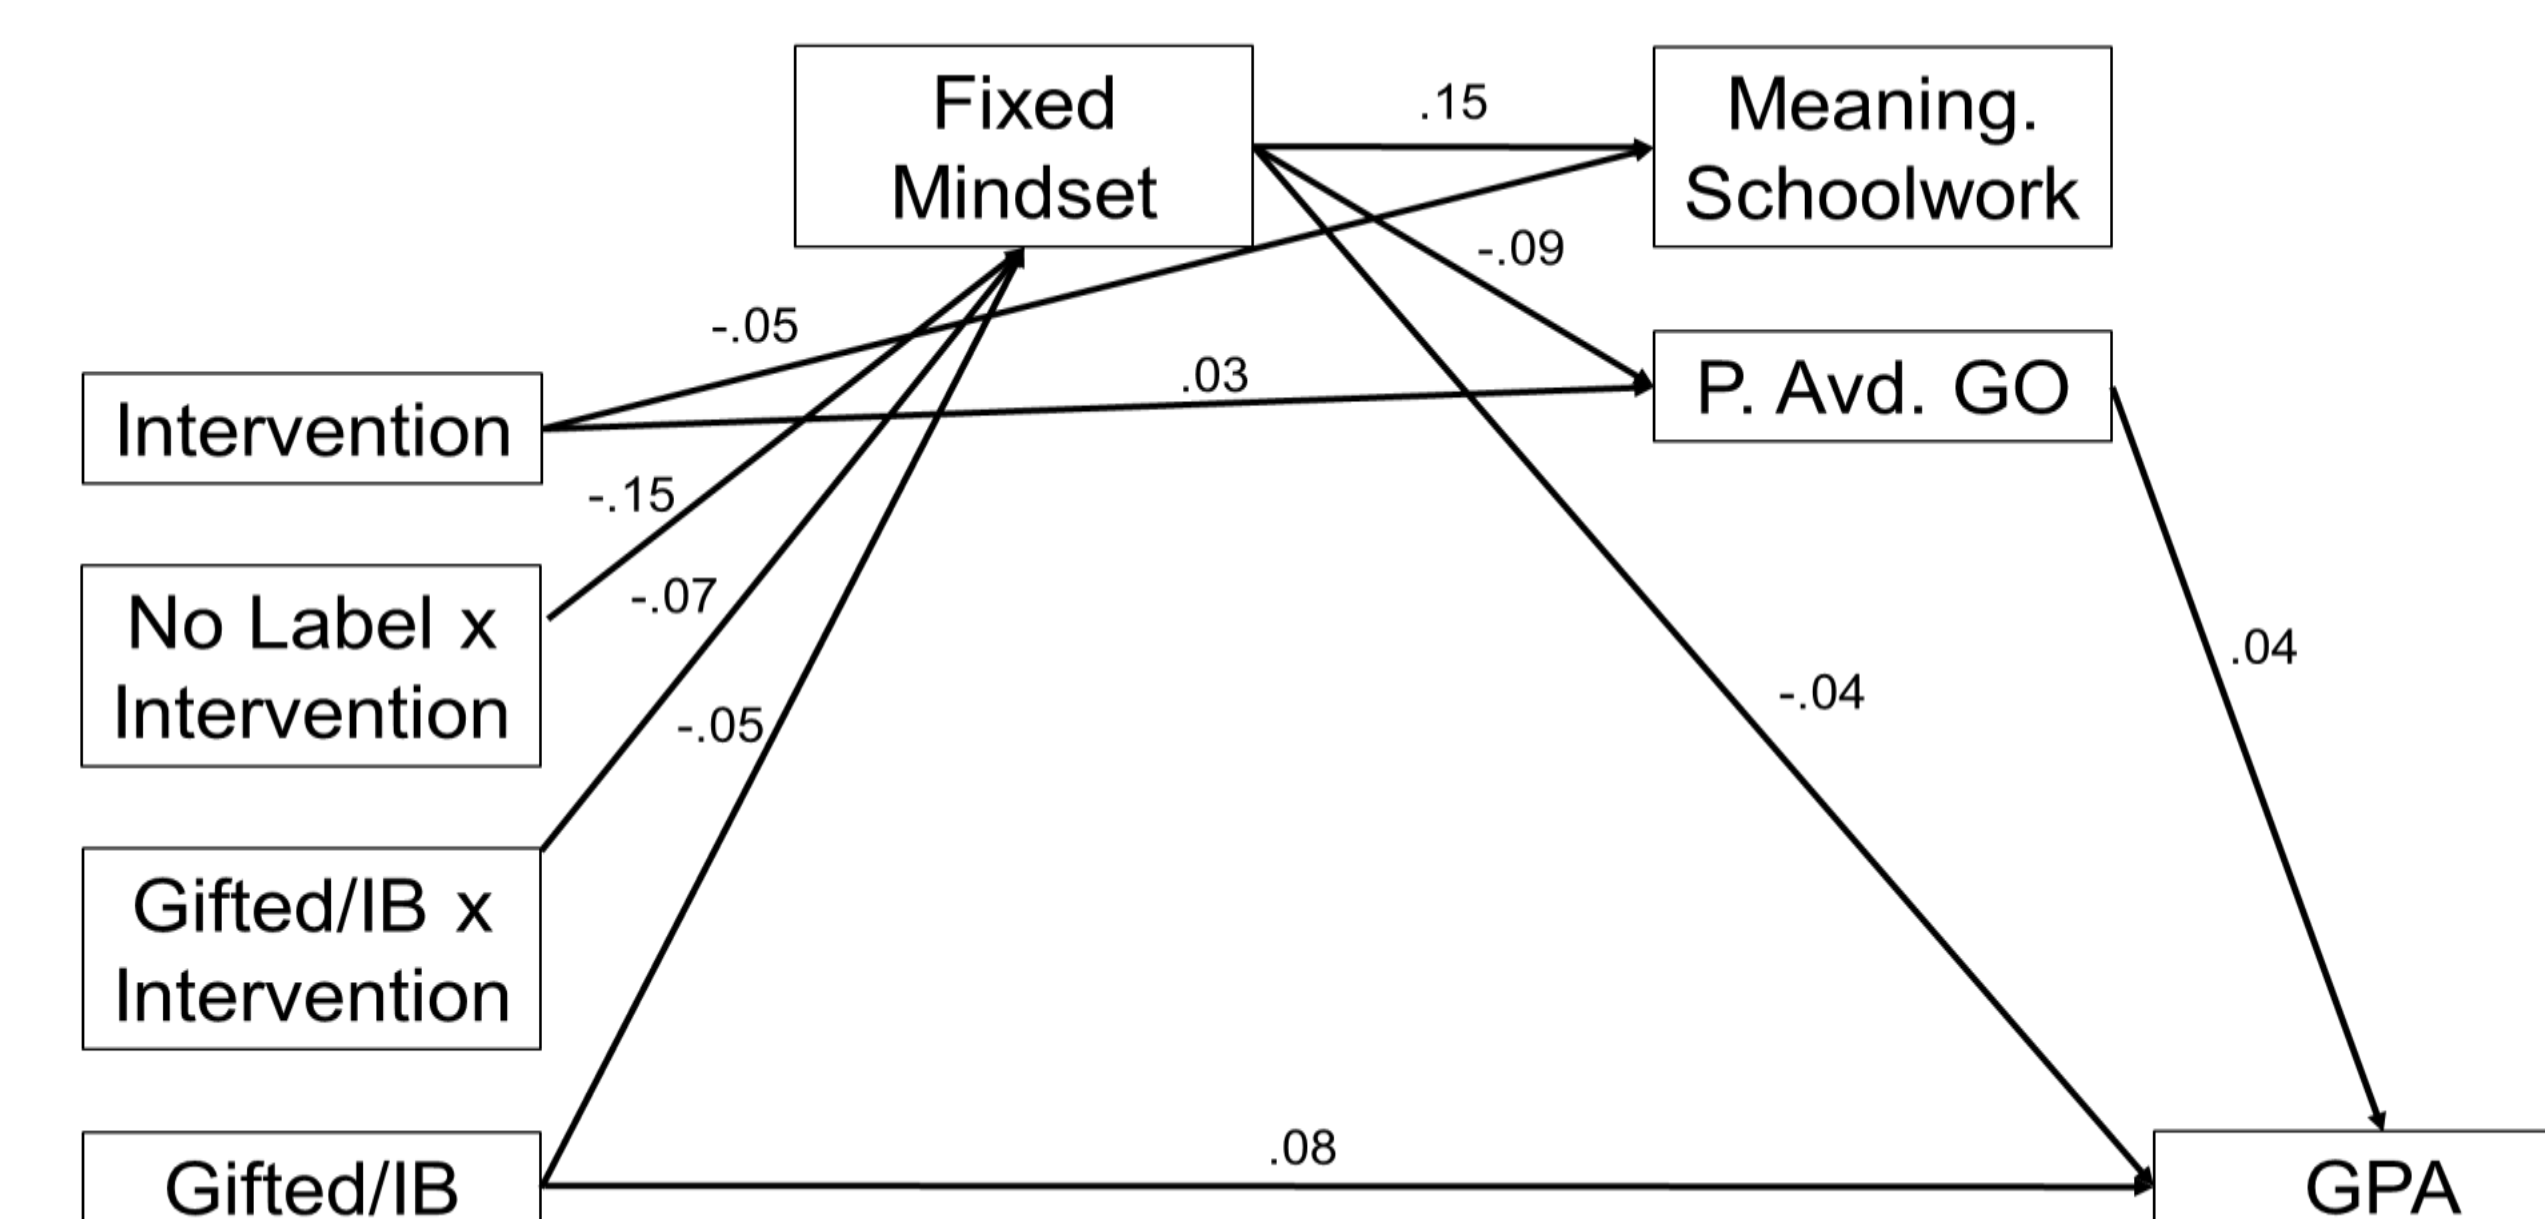 Fixed
Mindset
.15
Meaning.
Schoolwork
-.09
-.05
.03
P. Avd. GO
Intervention
-.15
No Label x
Intervention
-.07
-.05
-.04
.04
Gifted/IB x
Intervention
.08
Gifted/IB
GPA